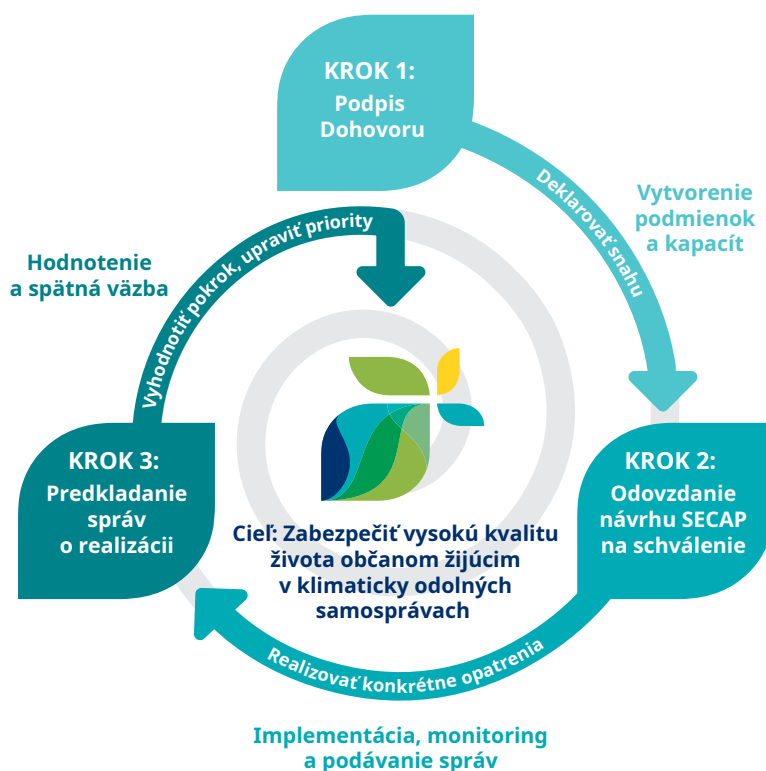 KROK 1:
Podpis
Dohovoru
Deklarovať snahu
Vytvorenie
podmienok
a kapacít
KROK 2:
Odovzdanie
návrhu SECAP
na schválenie
Realizovať konkrétne opatrenia
Implementácia, monitoring
a podávanie správ
KROK 3:
Predkladanie
správ
o realizácii
Vyhodnotiť pokrok, upraviť priority
Hodnotenie
a spätná väzba
Cieľ: Zabezpečiť vysokú kvalitu
života občanom žijúcim
v klimaticky odolných
samosprávach